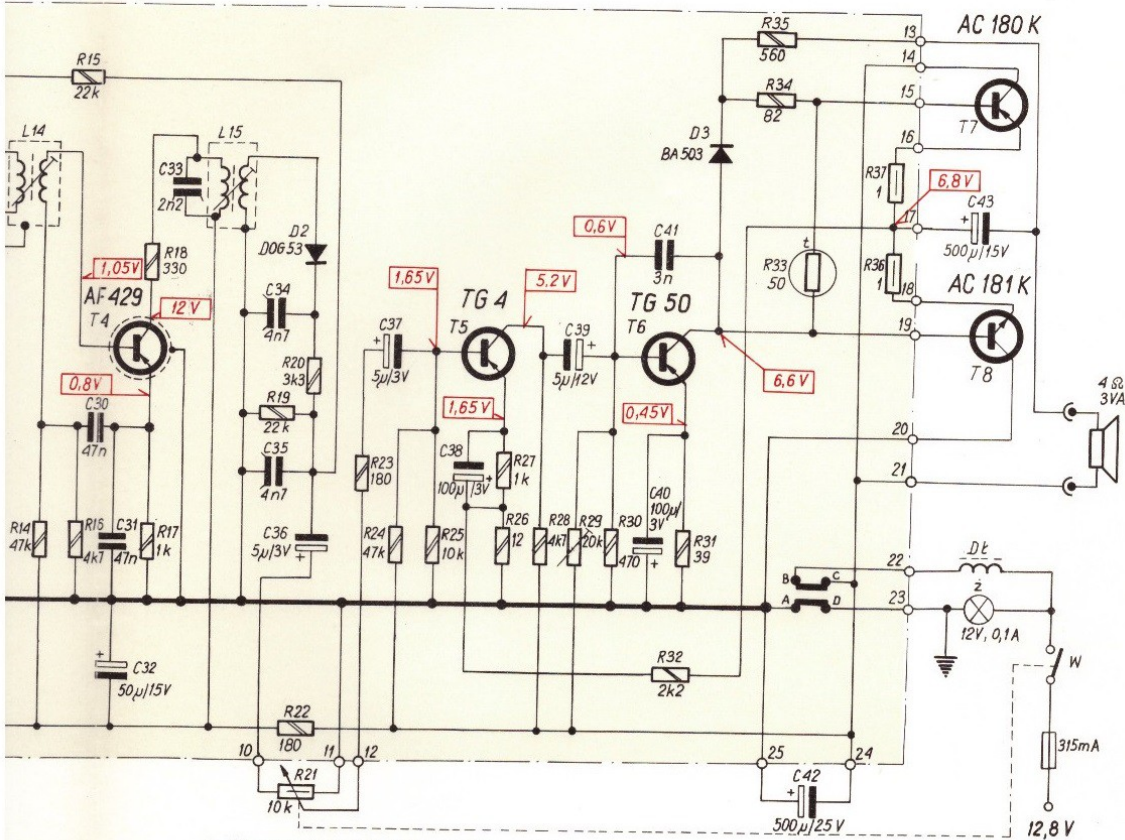 R35
560
13
AC 180 K
14
R15
22k
R34
82
15
T7
D3
BA 503
16
L14
L15
C33
2n2
R37
1
6,8 V
17
C43
500µ/15V
0,6V
C41
3n
R18
330
D2
DOG 53
t
R33
50
R36
1
18
AC 181 K
1,05V
1,65V
5.2V
AF 429
T4
12 V
C34
4n7
TG 4
T5
TG 50
T6
19
T8
C37
5µ/3V
C39
5µ/12V
6,6 V
R20
3k3
0,8V
1,65V
0,45V
4 Ω
3VA
C30
47n
R19
22k
20
C35
4n7
R23
180
C38
100µ/3V
R27
1k
21
C40
100µ/
3V
R14
47k
R16
4k7
C31
47n
R17
1k
C36
5µ/3V
R24
47k
R25
10k
R26
12
R28
4k7
R29
20k
R30
470
R31
39
22
Dł
B
C
A
D
23
ż
12V, 0,1A
C32
50µ/15V
R32
2k2
W
R22
180
10
11
12
25
24
315mA
R21
10k
C42
500µ/25V
12,8 V